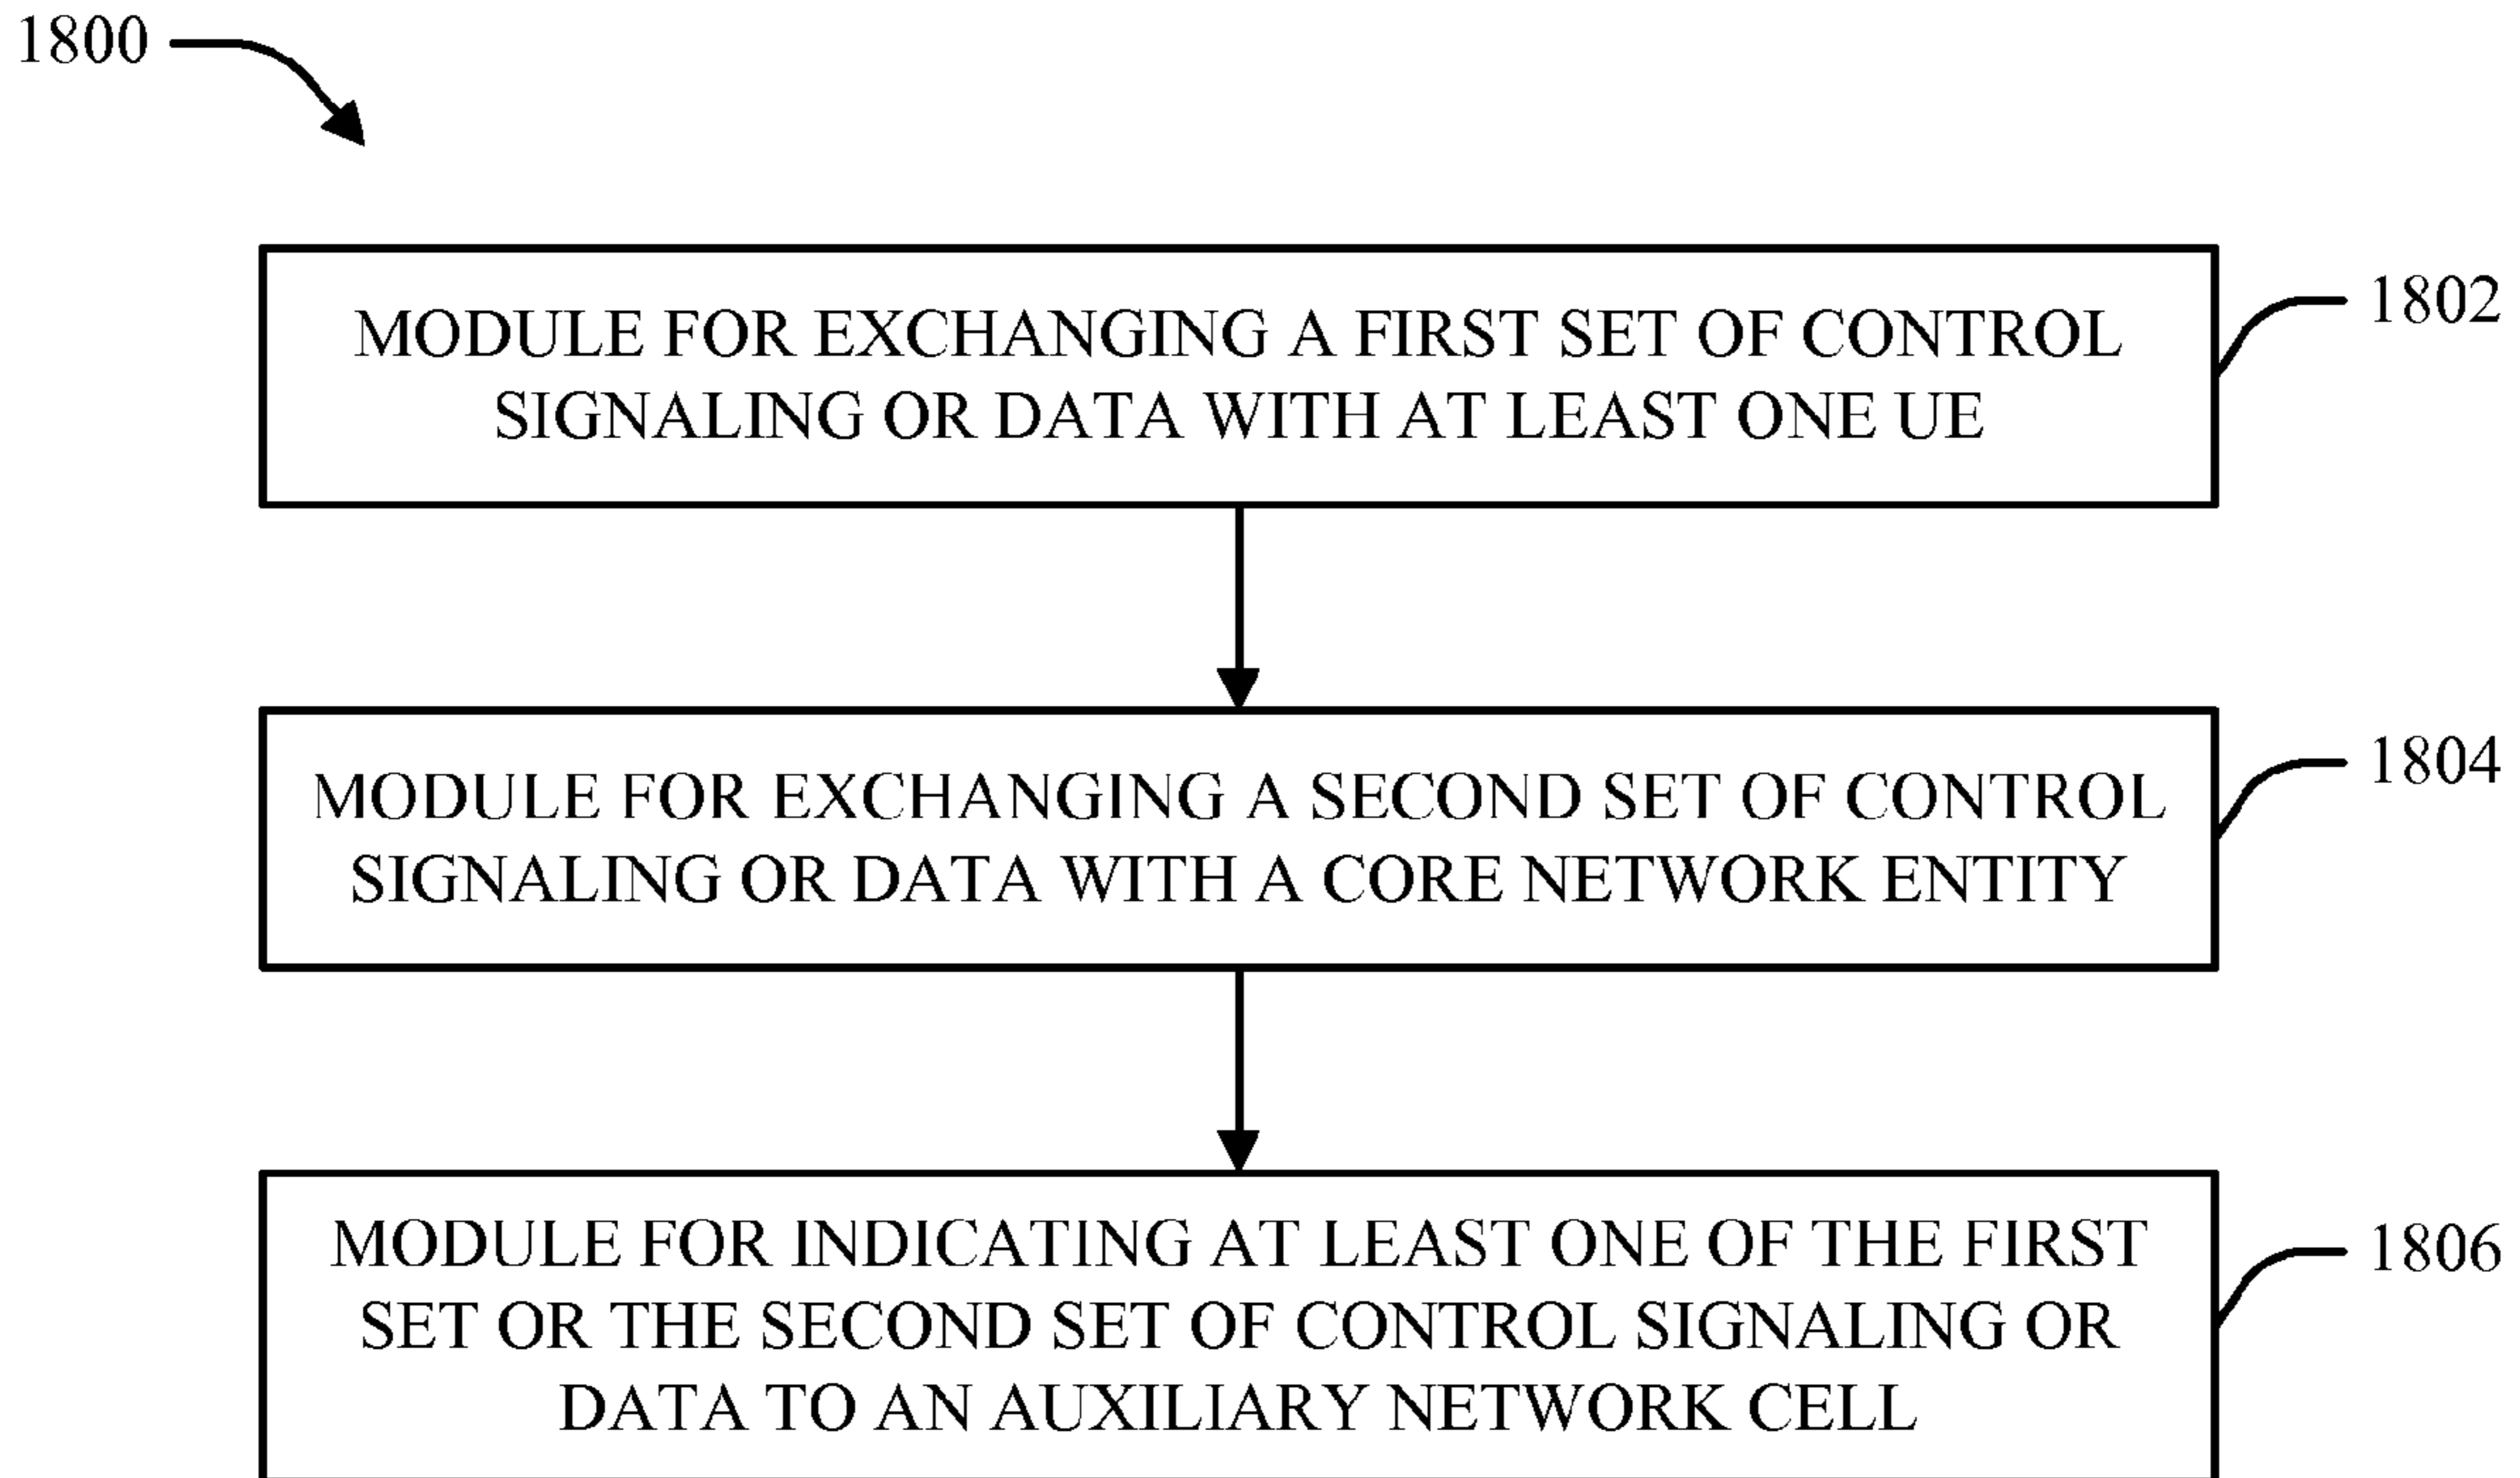 1800
MODULE FOR EXCHANGING A FIRST SET OF CONTROL
SIGNALING OR DATA WITH AT LEAST ONE UE
1802
MODULE FOR EXCHANGING A SECOND SET OF CONTROL
SIGNALING OR DATA WITH A CORE NETWORK ENTITY
1804
MODULE FOR INDICATING AT LEAST ONE OF THE FIRST
SET OR THE SECOND SET OF CONTROL SIGNALING OR
DATA TO AN AUXILIARY NETWORK CELL
1806